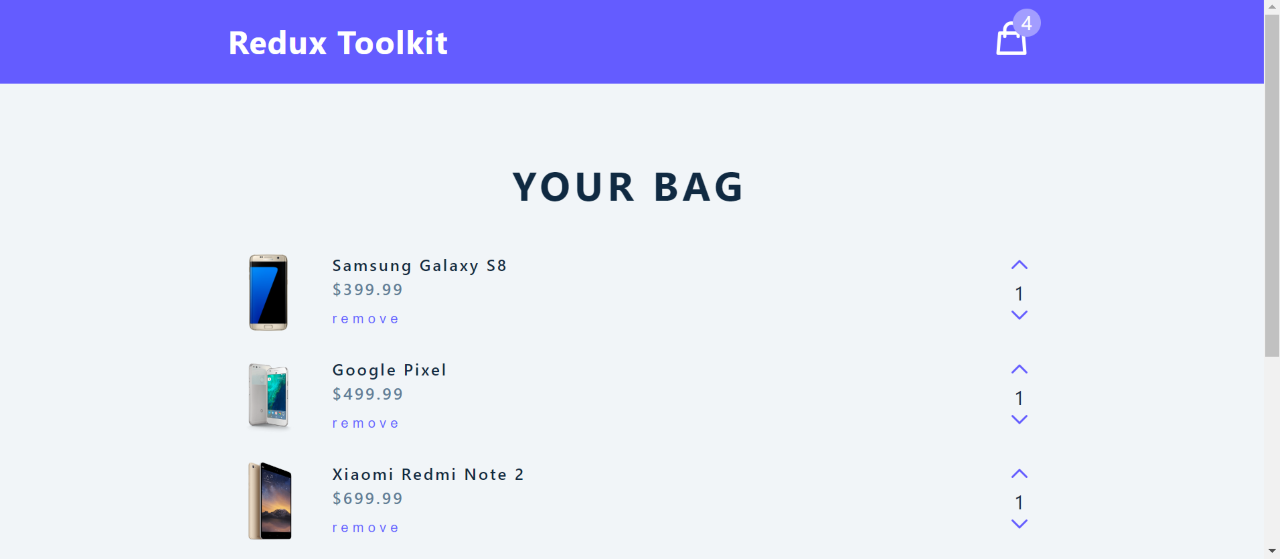 Redux Toolkit
4
YOUR BAG
Samsung Galaxy S8
$399.99
remove
1
Google Pixel
$499.99
remove
1
Xiaomi Redmi Note 2
$699.99
remove
1